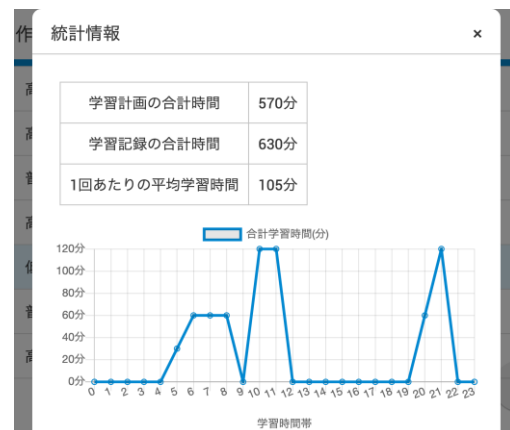 作
統計情報 ×
学習計画の合計時間 570分
学習記録の合計時間 630分
1回あたりの平均学習時間 105分
合計学習時間(分)
120分
100分
80分
60分
40分
20分
0分
0 1 2 3 4 5 6 7 8 9 10 11 12 13 14 15 16 17 18 19 20 21 22 23
学習時間帯